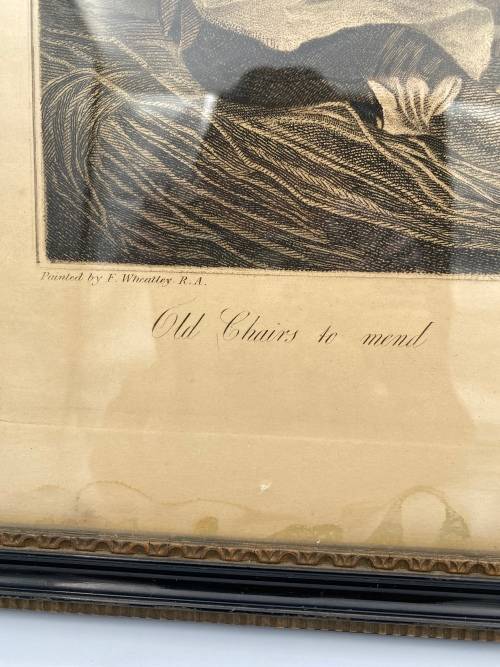 Painted by F. Wheatley R.A.
Old Chairs to mend